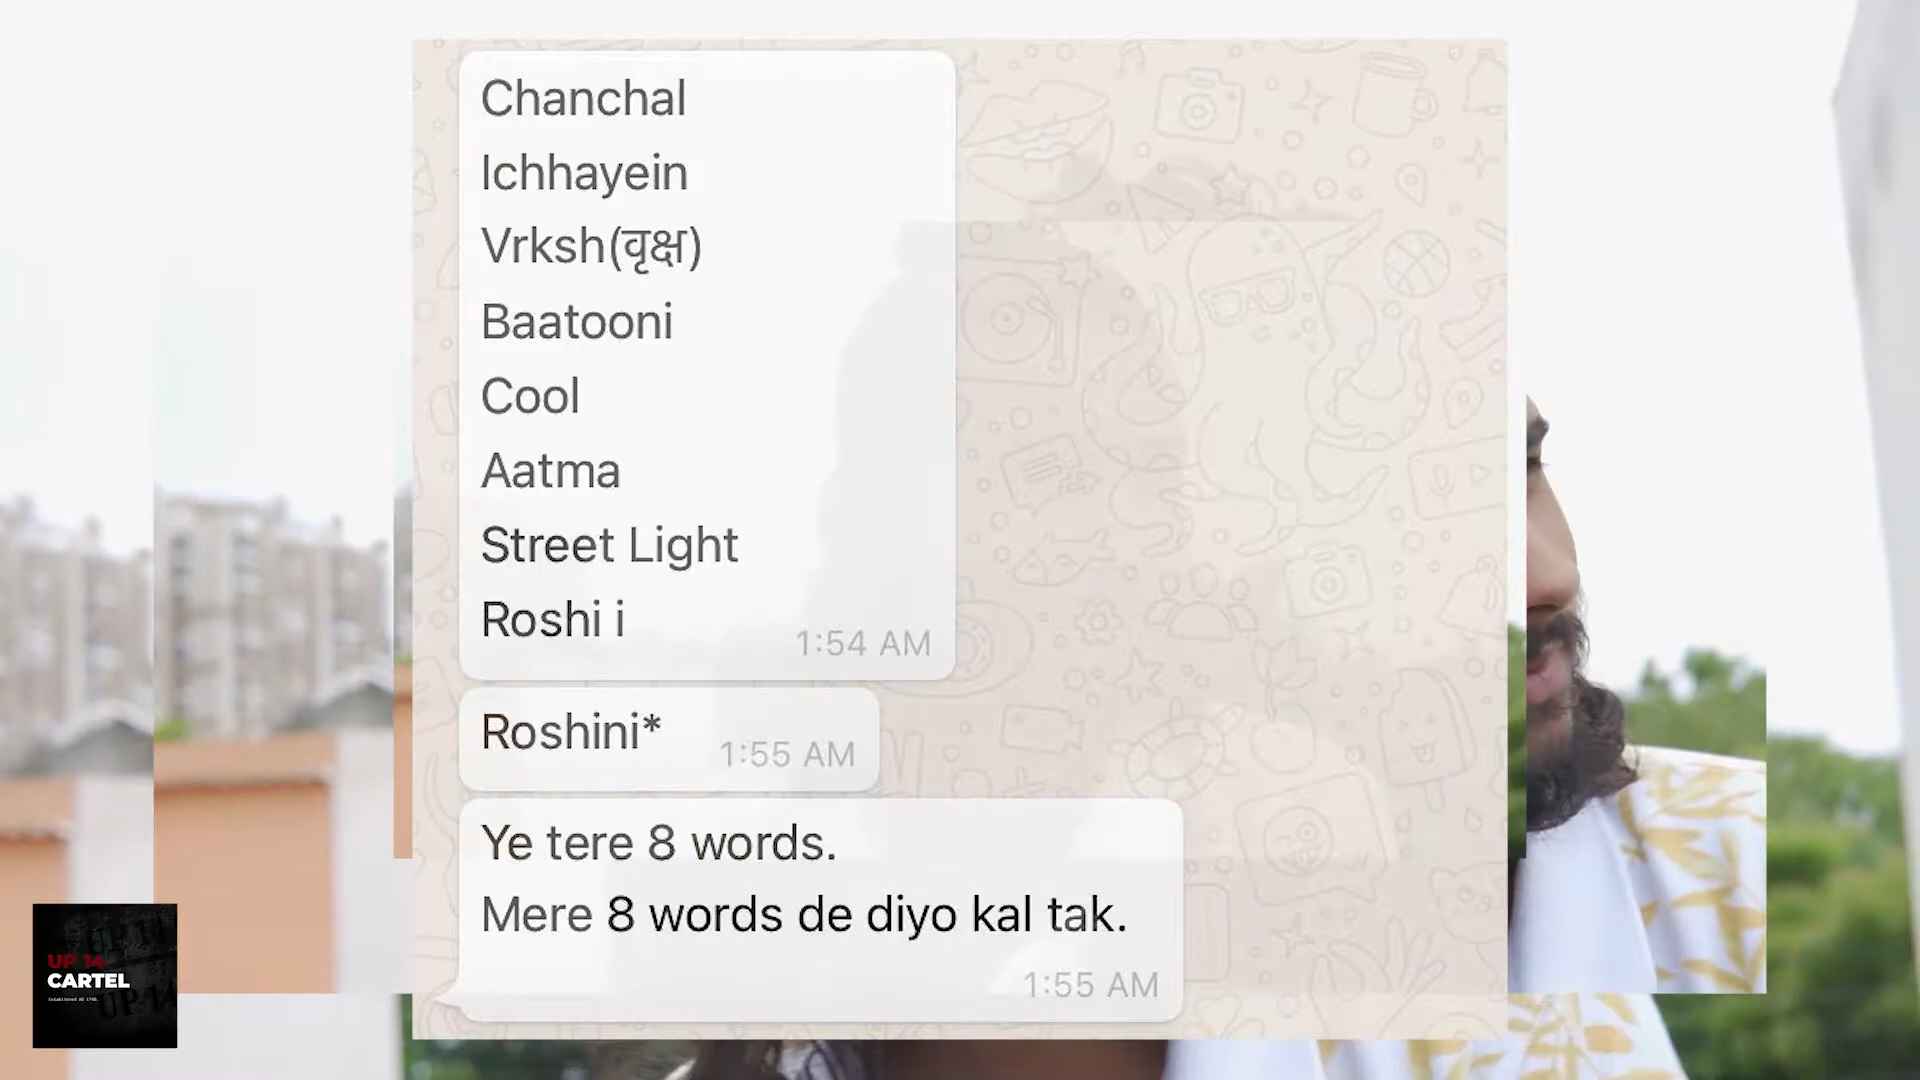 Chanchal
Ichhayein
Vrksh(वृक्ष)
Baatooni
Cool
Aatma
Street Light
Roshi i
1:54 AM
Roshini*
1:55 AM
Ye tere 8 words.
Mere 8 words de diyo kal tak.
1:55 AM
UP 14
CARTEL